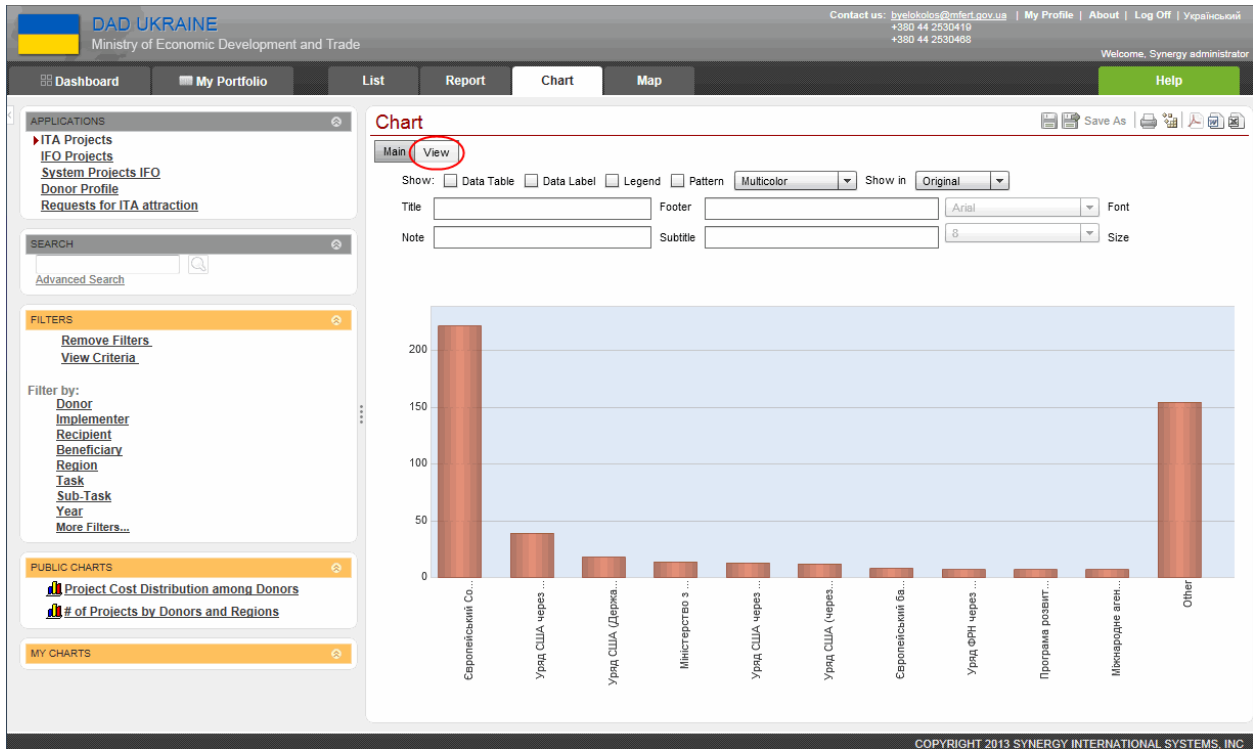 DAD UKRAINE
Ministry of Economic Development and Trade
Contact us: byelokolos@mfert.gov.ua | My Profile | About | Log Off | Український
+380 44 2530419
+380 44 2530468
Welcome, Synergy administrator
Dashboard My Portfolio List Report Chart Map Help
APPLICATIONS
ITA Projects
IFO Projects
System Projects IFO
Donor Profile
Requests for ITA attraction
SEARCH
Advanced Search
FILTERS
Remove Filters
View Criteria
Filter by:
Donor
Implementer
Recipient
Beneficiary
Region
Task
Sub-Task
Year
More Filters...
PUBLIC CHARTS
Project Cost Distribution among Donors
# of Projects by Donors and Regions
MY CHARTS
Chart
Save As
Main View
Show: Data Table Data Label Legend Pattern Multicolor Show in Original
Title Footer Arial Font
Note Subtitle 8 Size
200
150
100
50
0
Європейський Со...
Уряд США через ...
Уряд США (Держа...
Міністерство з ...
Уряд США через ...
Уряд США (через...
Європейський ба...
Уряд ФРН через ...
Програма розвит...
Міжнародне аген...
Other
COPYRIGHT 2013 SYNERGY INTERNATIONAL SYSTEMS, INC